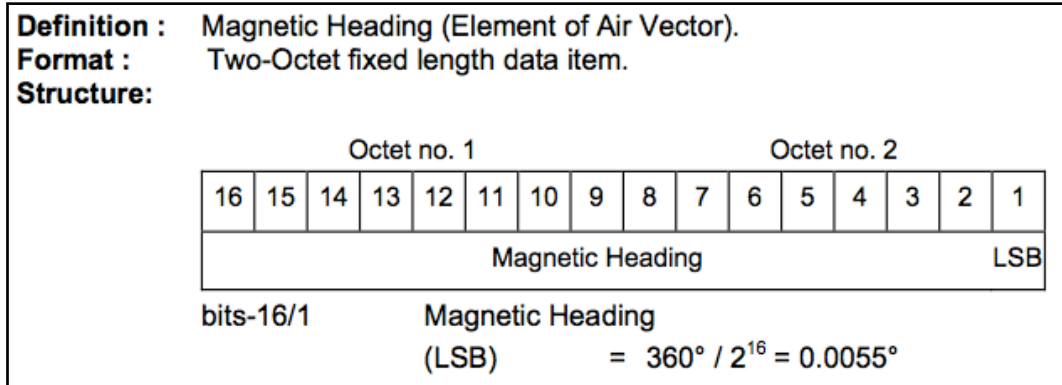 Definition : Magnetic Heading (Element of Air Vector).
Format : Two-Octet fixed length data item.
Structure:
Octet no. 1 Octet no. 2
16 15 14 13 12 11 10 9 8 7 6 5 4 3 2 1
Magnetic Heading LSB
bits-16/1 Magnetic Heading
(LSB) = 360° / 2¹⁶ = 0.0055°